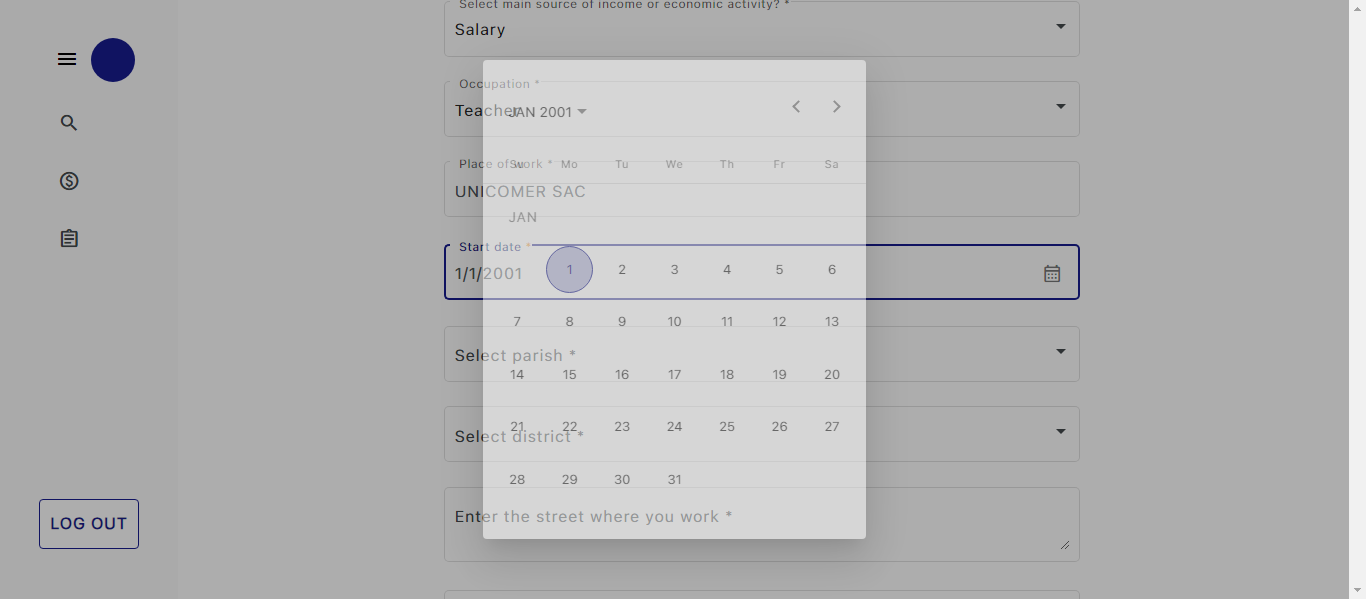 Select main source of income or economic activity? *
Salary
Occupation *
Teacher
JAN 2001
Place of work *
Su Mo Tu We Th Fr Sa
UNICOMER SAC
JAN
Start date *
1/1/2001
1 2 3 4 5 6
7 8 9 10 11 12 13
Select parish *
14 15 16 17 18 19 20
21 22 23 24 25 26 27
Select district *
28 29 30 31
Enter the street where you work *
LOG OUT